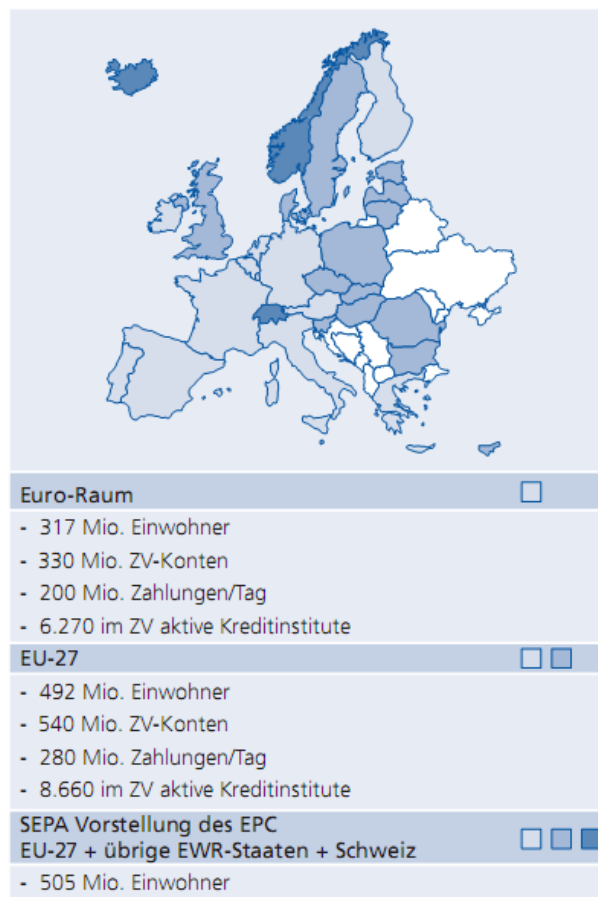 Euro-Raum
- 317 Mio. Einwohner
- 330 Mio. ZV-Konten
- 200 Mio. Zahlungen/Tag
- 6.270 im ZV aktive Kreditinstitute
EU-27
- 492 Mio. Einwohner
- 540 Mio. ZV-Konten
- 280 Mio. Zahlungen/Tag
- 8.660 im ZV aktive Kreditinstitute
SEPA Vorstellung des EPC
EU-27 + übrige EWR-Staaten + Schweiz
- 505 Mio. Einwohner